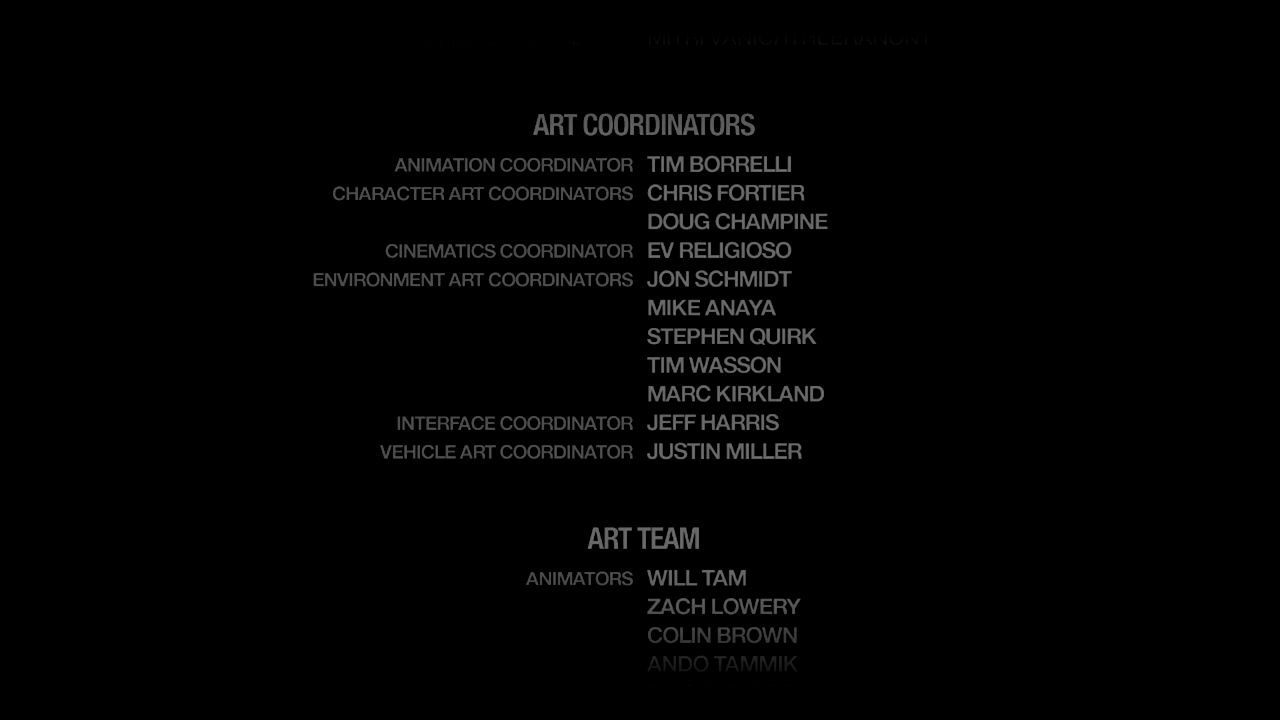 ART COORDINATORS
ANIMATION COORDINATOR TIM BORRELLI
CHARACTER ART COORDINATORS CHRIS FORTIER
DOUG CHAMPINE
CINEMATICS COORDINATOR EV RELIGIOSO
ENVIRONMENT ART COORDINATORS JON SCHMIDT
MIKE ANAYA
STEPHEN QUIRK
TIM WASSON
MARC KIRKLAND
INTERFACE COORDINATOR JEFF HARRIS
VEHICLE ART COORDINATOR JUSTIN MILLER
ART TEAM
ANIMATORS WILL TAM
ZACH LOWERY
COLIN BROWN
ANDO TAMMIK